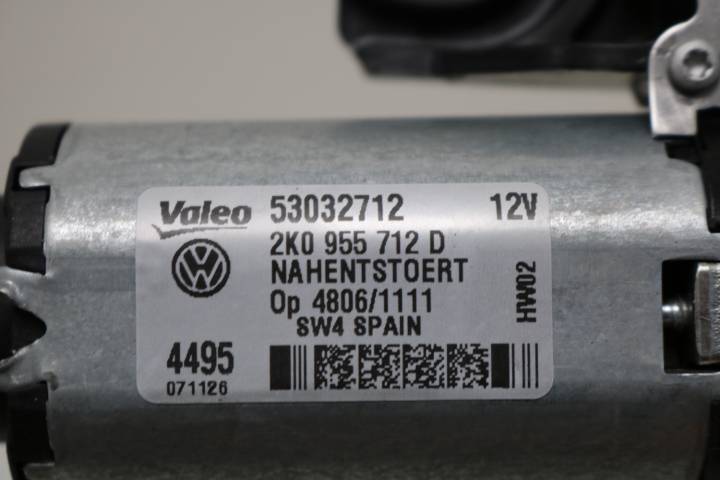 Valeo 53032712 12V
2K0 955 712 D
NAHENTSTOERT
Op 4806/1111
SW4 SPAIN
HW02
4495
071126